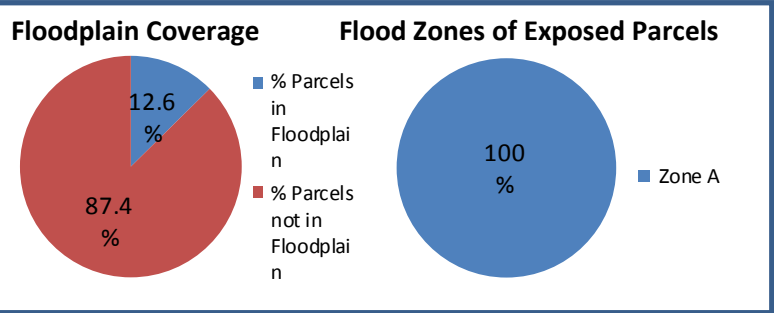 Floodplain Coverage
12.6
%
87.4
%
% Parcels
in
Floodplai
n
% Parcels
not in
Floodplai
n
Flood Zones of Exposed Parcels
100
%
Zone A